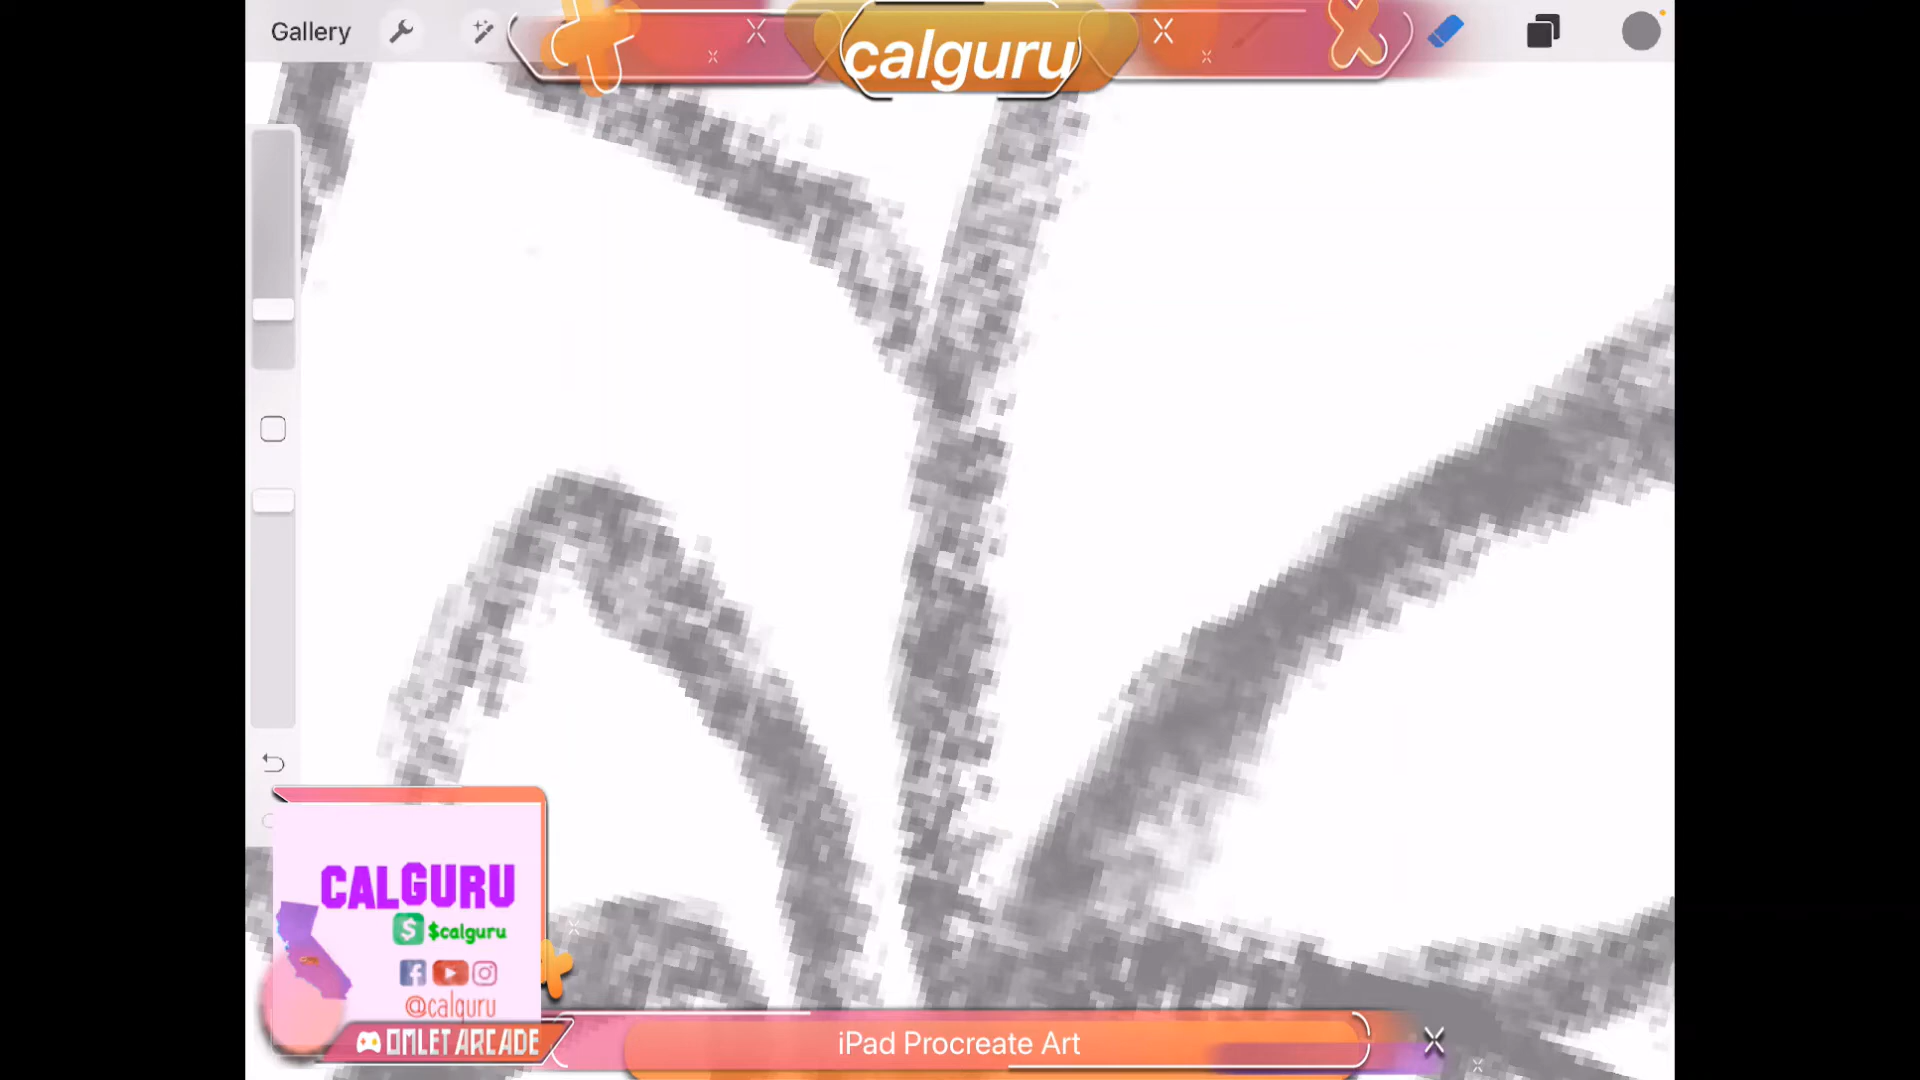 Gallery
calguru
CALGURU
$ $calguru
@calguru
OMLET ARCADE
iPad Procreate Art